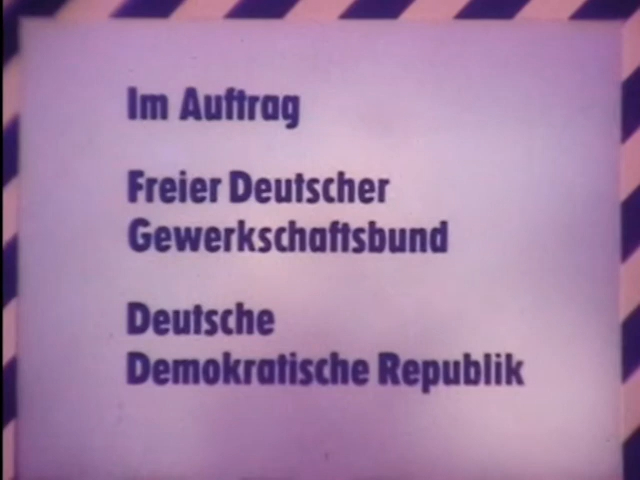 Im Auftrag
Freier Deutscher
Gewerkschaftsbund
Deutsche
Demokratische Republik